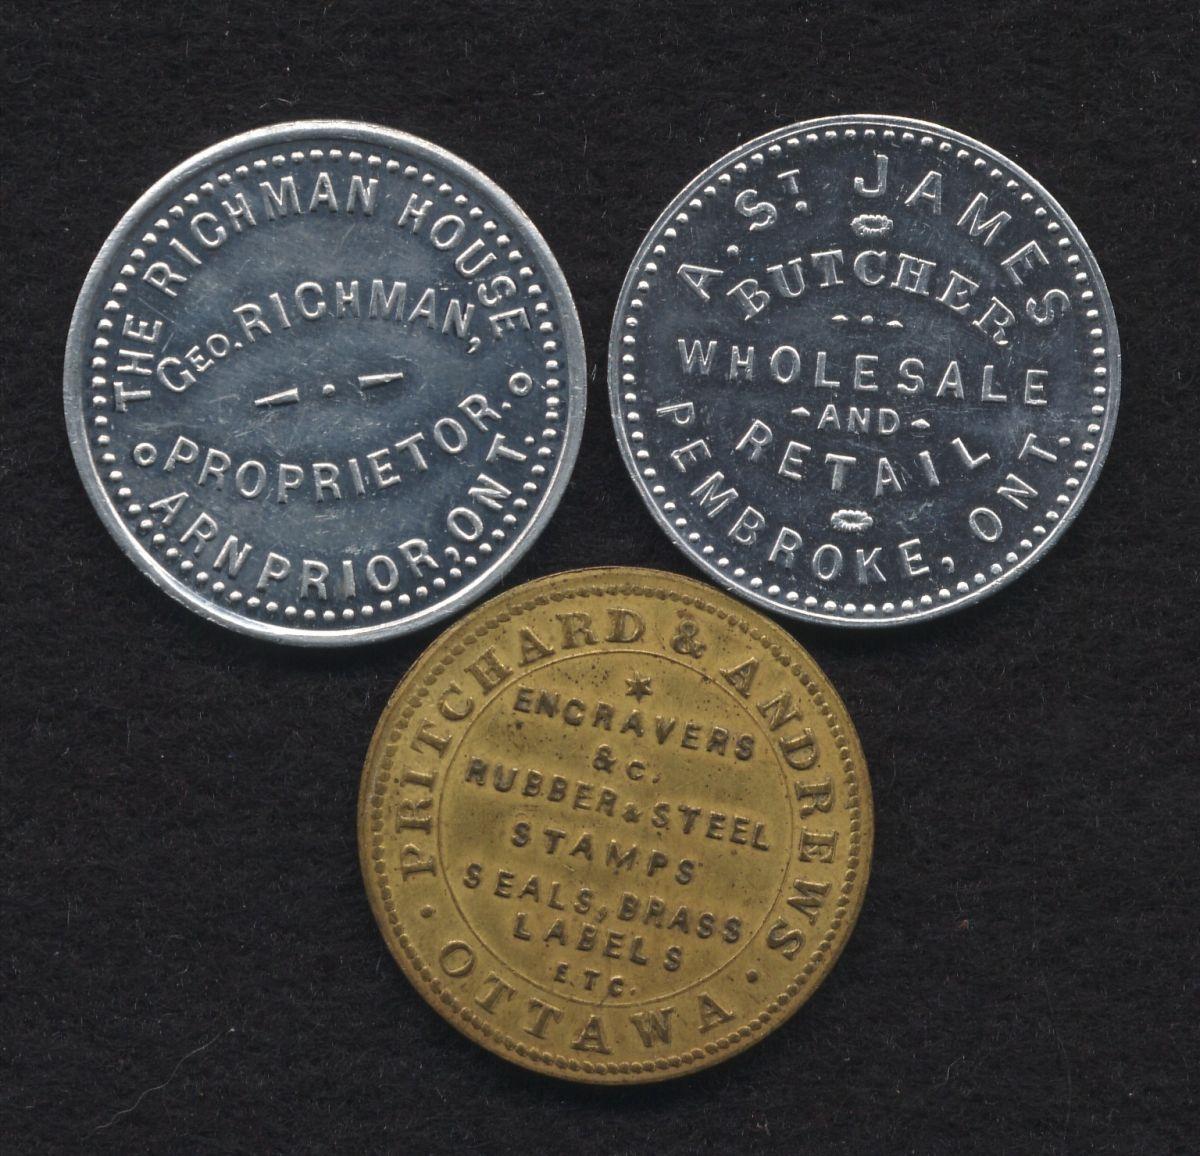 THE RICHMAN HOUSE
GEO. RICHMAN,
PROPRIETOR.
ARNPRIOR, ONT.
A. ST. JAMES
BUTCHER
WHOLESALE
-AND-
RETAIL
PEMBROKE, ONT.
PRITCHARD & ANDREWS
ENGRAVERS
&C.
RUBBER & STEEL
STAMPS
SEALS, BRASS
LABELS
ETC.
· OTTAWA ·